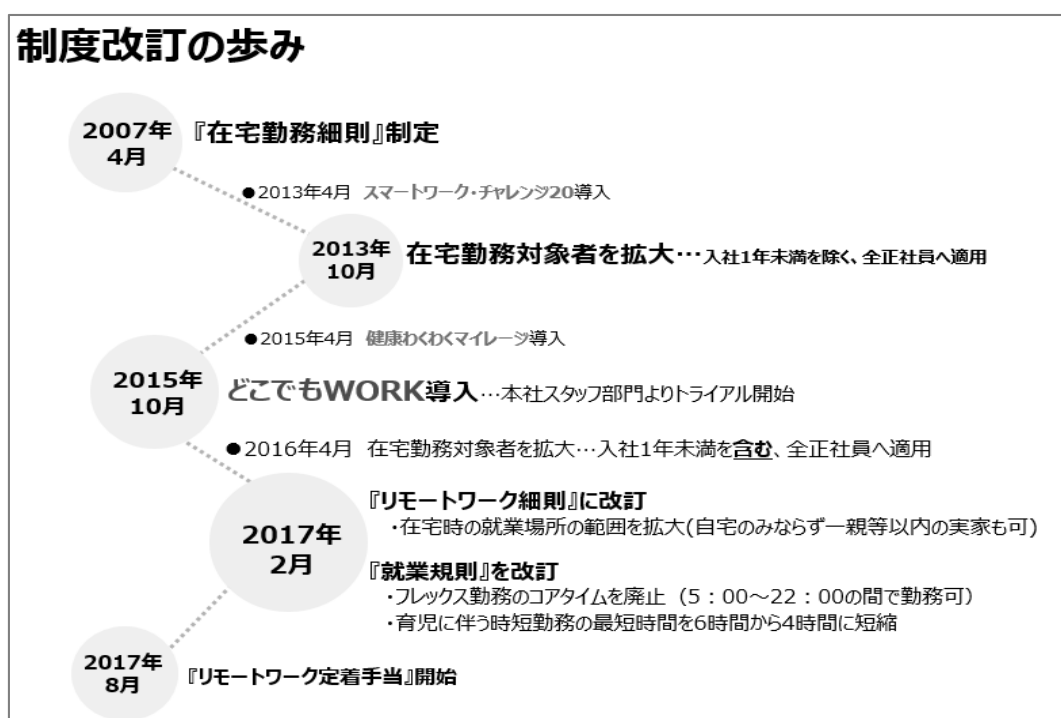 制度改訂の歩み
2007年
4月
『在宅勤務細則』制定
●2013年4月 スマートワーク・チャレンジ20導入
2013年
10月
在宅勤務対象者を拡大…入社1年未満を除く、全正社員へ適用
●2015年4月 健康わくわくマイレージ導入
2015年
10月
どこでもWORK導入…本社スタッフ部門よりトライアル開始
●2016年4月 在宅勤務対象者を拡大…入社1年未満を含む、全正社員へ適用
2017年
2月
『リモートワーク細則』に改訂
・在宅時の就業場所の範囲を拡大(自宅のみならず一親等以内の実家も可)
『就業規則』を改訂
・フレックス勤務のコアタイムを廃止（5：00～22：00の間で勤務可）
・育児に伴う時短勤務の最短時間を6時間から4時間に短縮
2017年
8月
『リモートワーク定着手当』開始